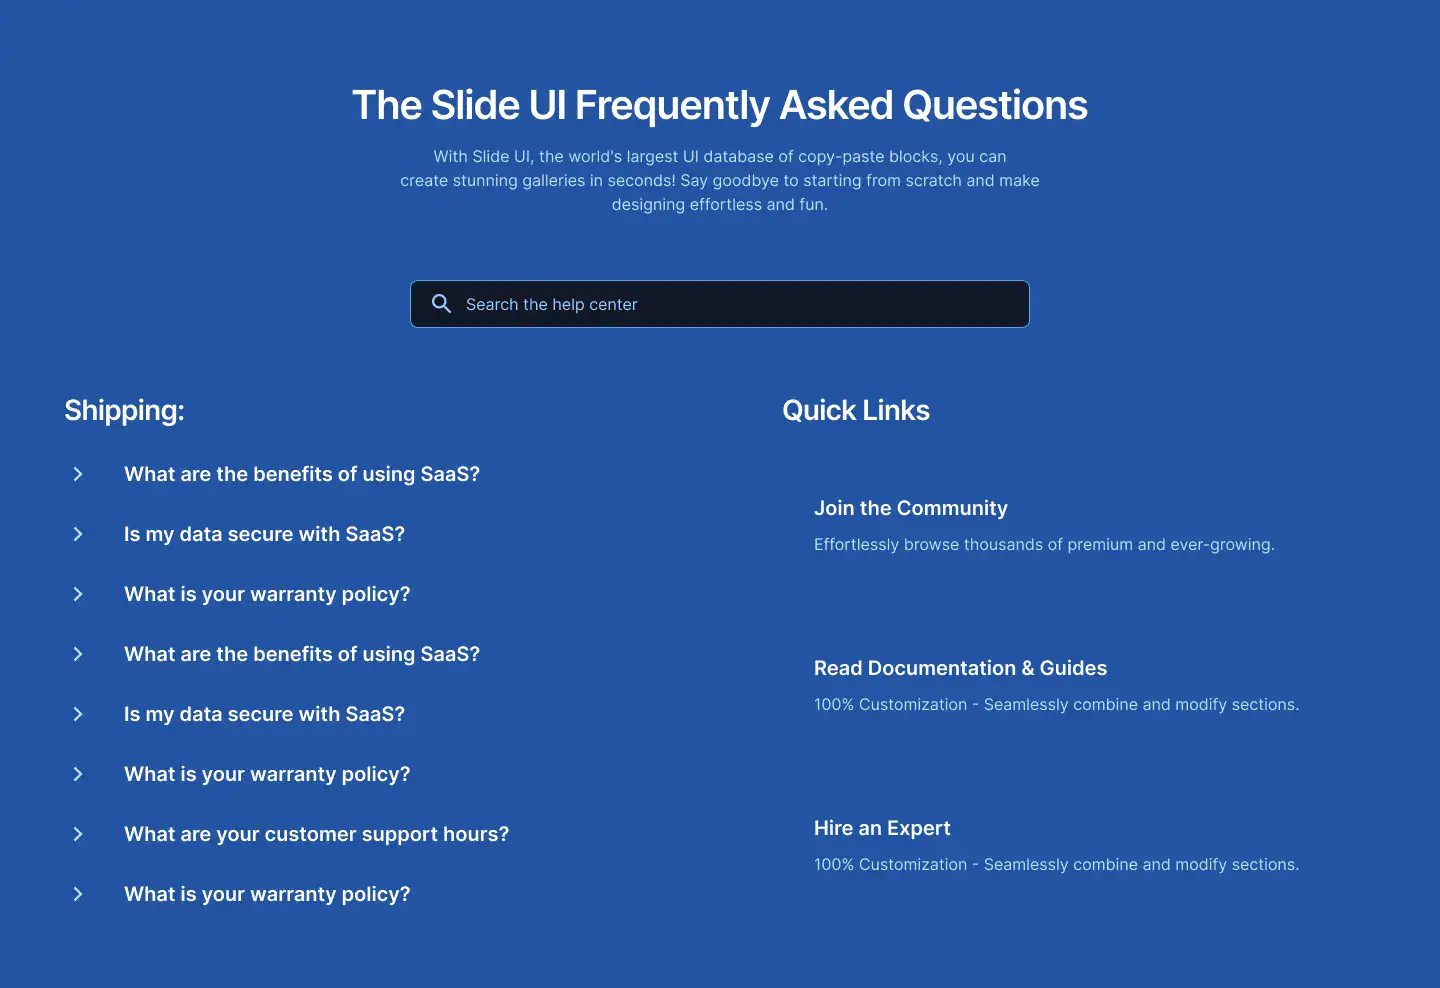 The Slide UI Frequently Asked Questions
With Slide UI, the world's largest UI database of copy-paste blocks, you can
create stunning galleries in seconds! Say goodbye to starting from scratch and make
designing effortless and fun.
Search the help center
Shipping:
What are the benefits of using SaaS?
Is my data secure with SaaS?
What is your warranty policy?
What are the benefits of using SaaS?
Is my data secure with SaaS?
What is your warranty policy?
What are your customer support hours?
What is your warranty policy?
Quick Links
Join the Community
Effortlessly browse thousands of premium and ever-growing.
Read Documentation & Guides
100% Customization - Seamlessly combine and modify sections.
Hire an Expert
100% Customization - Seamlessly combine and modify sections.